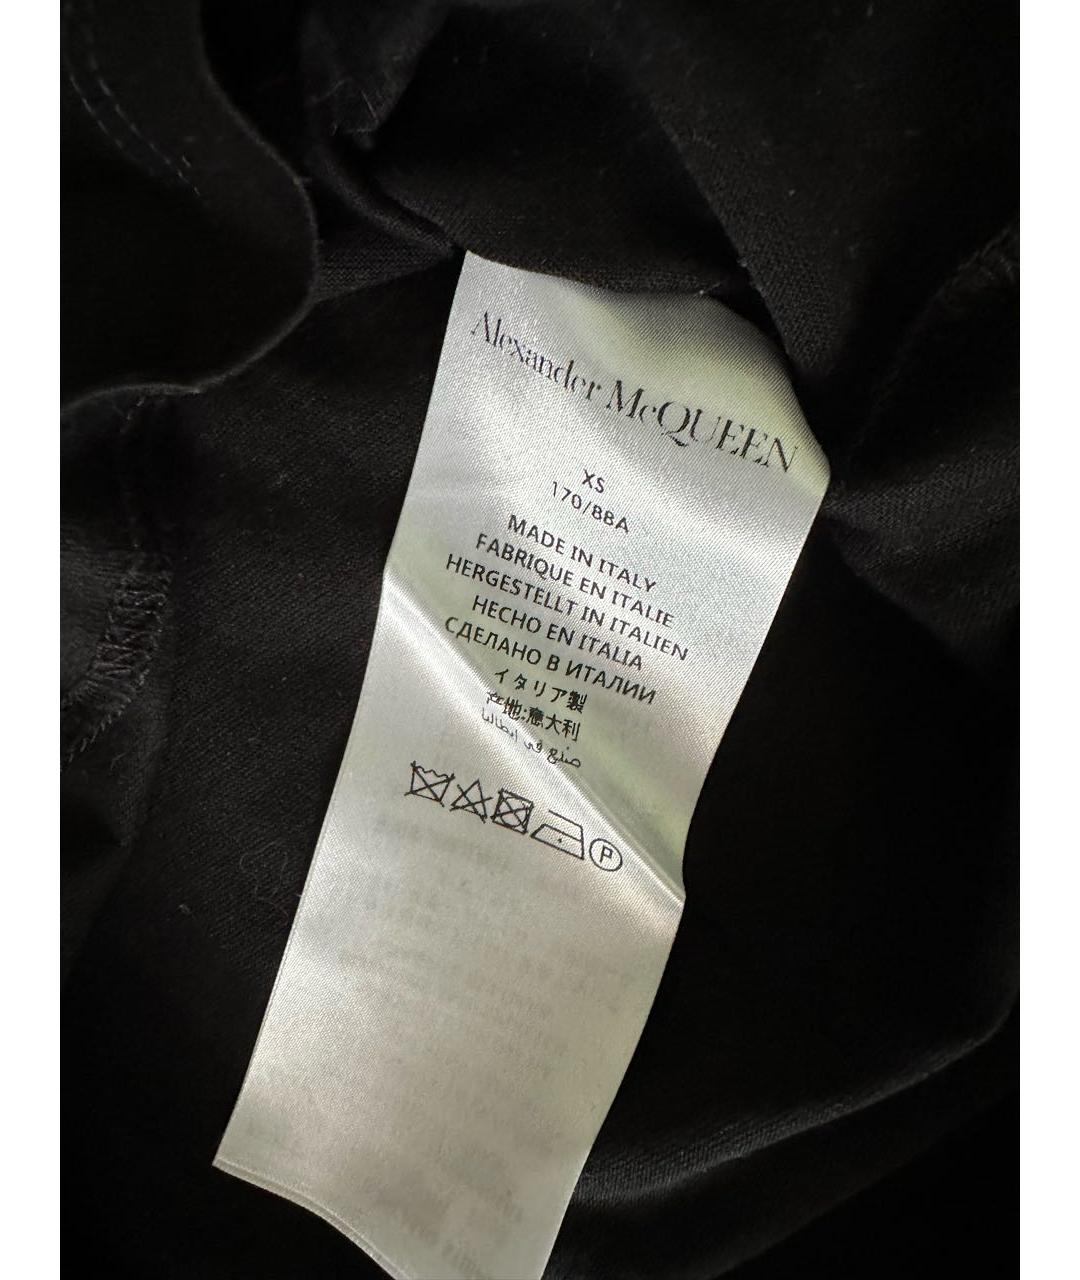 Alexander McQUEEN
XS
170/88A
MADE IN ITALY
FABRIQUE EN ITALIE
HERGESTELLT IN ITALIEN
HECHO EN ITALIA
СДЕЛАНО В ИТАЛИИ
イタリア製
产地:意大利
صنع في ايطاليا
P